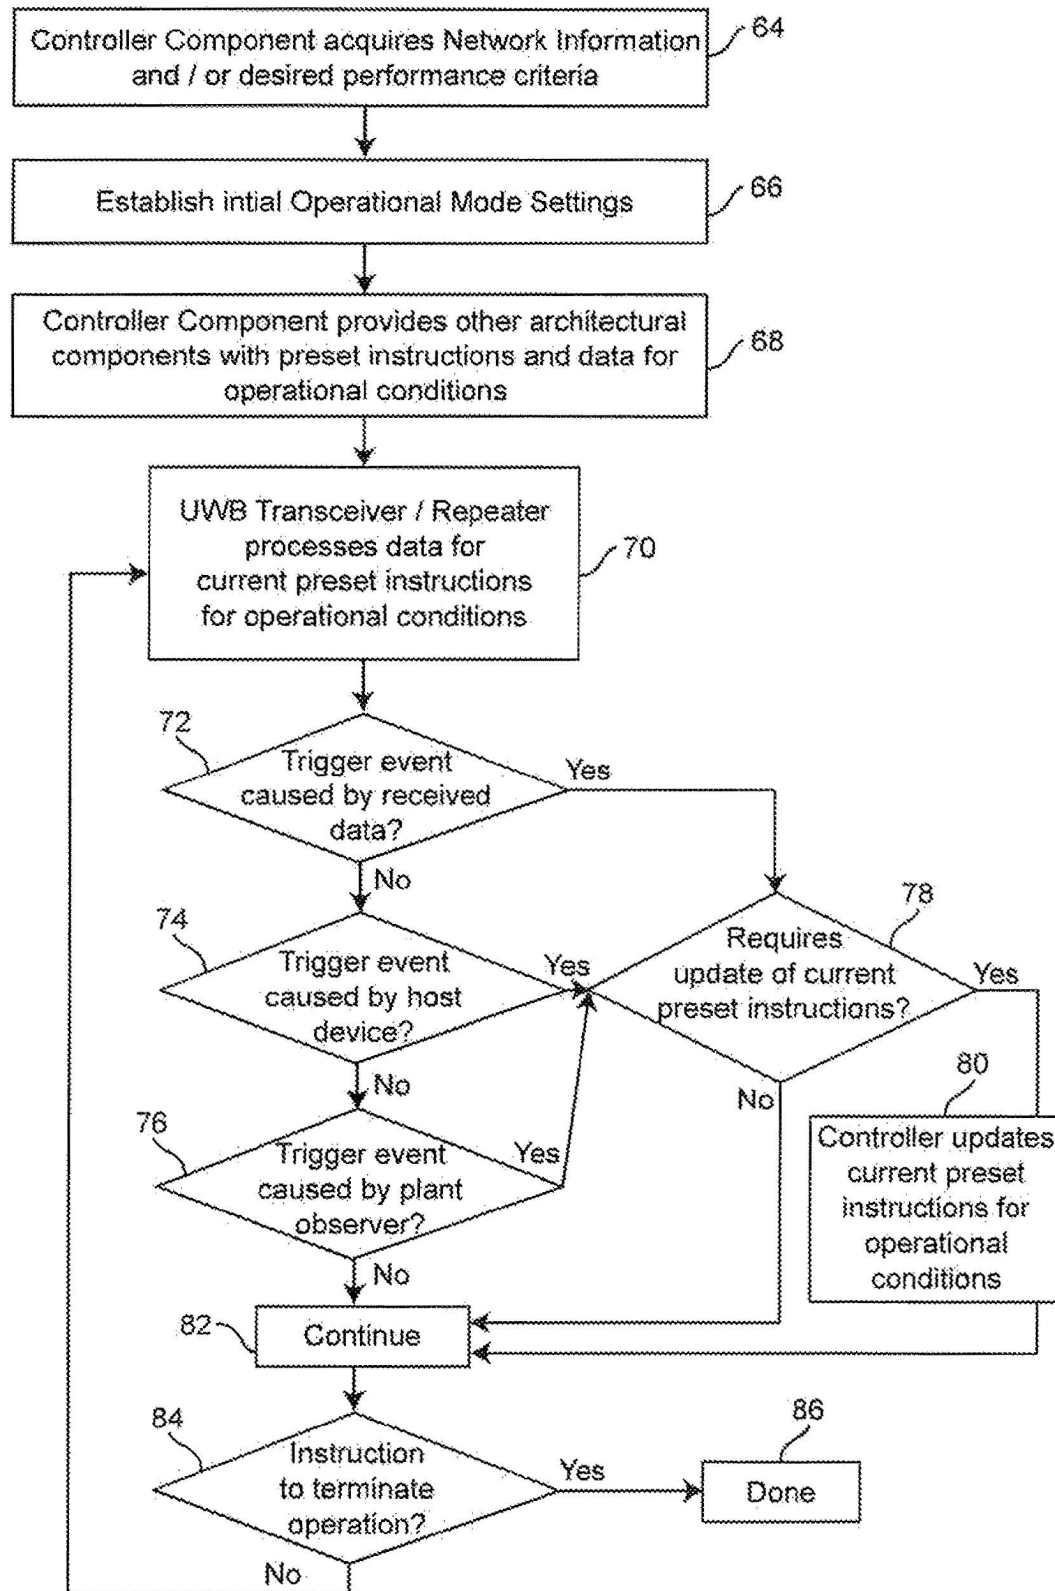 Controller Component acquires Network Information
and / or desired performance criteria
64
Establish intial Operational Mode Settings
66
Controller Component provides other architectural
components with preset instructions and data for
operational conditions
68
UWB Transceiver / Repeater
processes data for
current preset instructions
for operational conditions
70
72
Trigger event
caused by received
data?
Yes
No
74
Trigger event
caused by host
device?
Yes
No
78
Requires
update of current
preset instructions?
Yes
No
76
Trigger event
caused by plant
observer?
Yes
No
80
Controller updates
current preset
instructions for
operational
conditions
82
Continue
84
Instruction
to terminate
operation?
Yes
No
86
Done